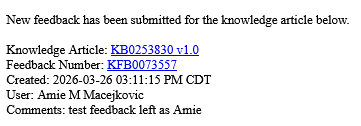 New feedback has been submitted for the knowledge article below.
Knowledge Article: KB0253830 v1.0
Feedback Number: KFB0073557
Created: 2026-03-26 03:11:15 PM CDT
User: Amie M Macejkovic
Comments: test feedback left as Amie